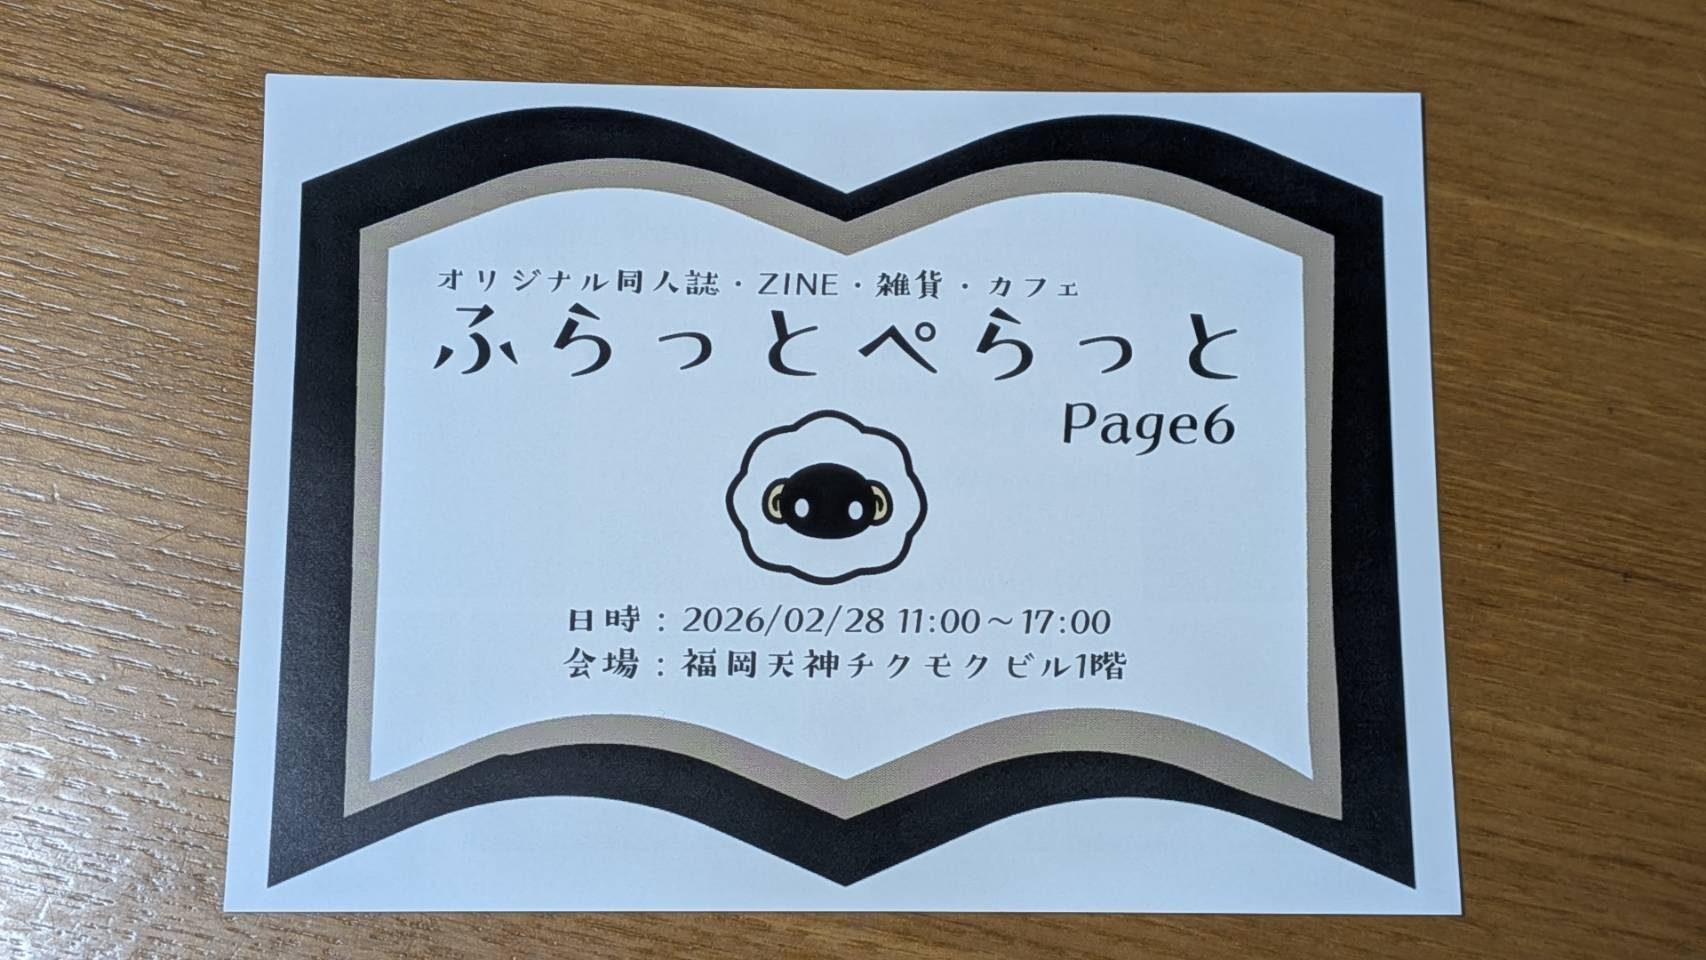 オリジナル同人誌・ZINE・雑貨・カフェ
ふらっとぺらっと
Page6
日時：2026/02/28 11:00～17:00
会場：福岡天神チクモクビル1階